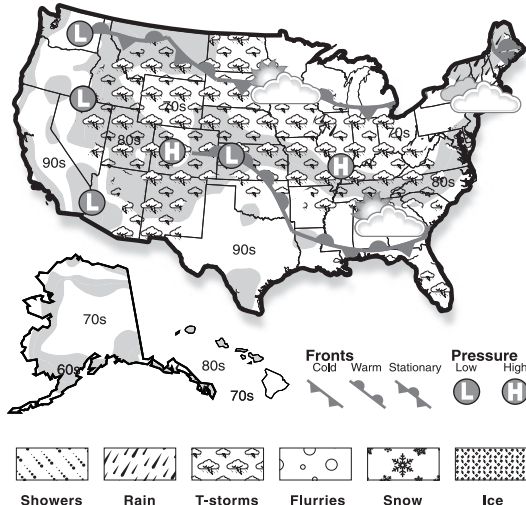 L
L
70s
70s
80s
H
L
H
90s
80s
L
90s
70s
60s
80s
70s
Fronts
Cold Warm Stationary
Pressure
Low High
L H
Showers Rain T-storms Flurries Snow Ice